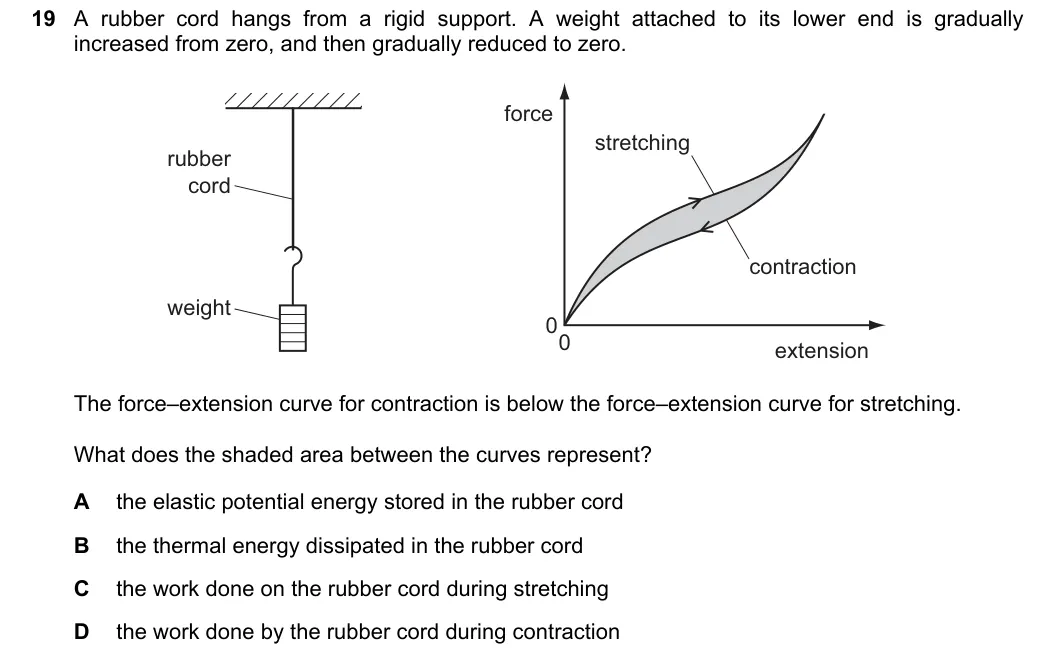 19 A rubber cord hangs from a rigid support. A weight attached to its lower end is gradually
increased from zero, and then gradually reduced to zero.
force
stretching
rubber
cord
contraction
weight
0
0
extension
The force–extension curve for contraction is below the force–extension curve for stretching.
What does the shaded area between the curves represent?
A the elastic potential energy stored in the rubber cord
B the thermal energy dissipated in the rubber cord
C the work done on the rubber cord during stretching
D the work done by the rubber cord during contraction